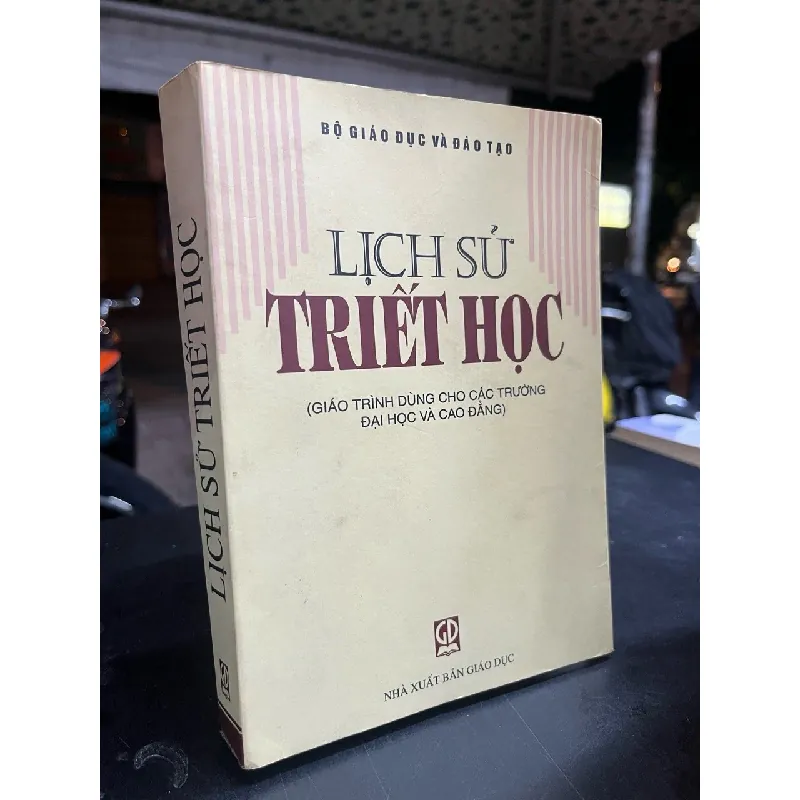 BỘ GIÁO DỤC VÀ ĐÀO TẠO
LỊCH SỬ
TRIẾT HỌC
(GIÁO TRÌNH DÙNG CHO CÁC TRƯỜNG
ĐẠI HỌC VÀ CAO ĐẲNG)
GD
NHÀ XUẤT BẢN GIÁO DỤC
LỊCH SỬ TRIẾT HỌC